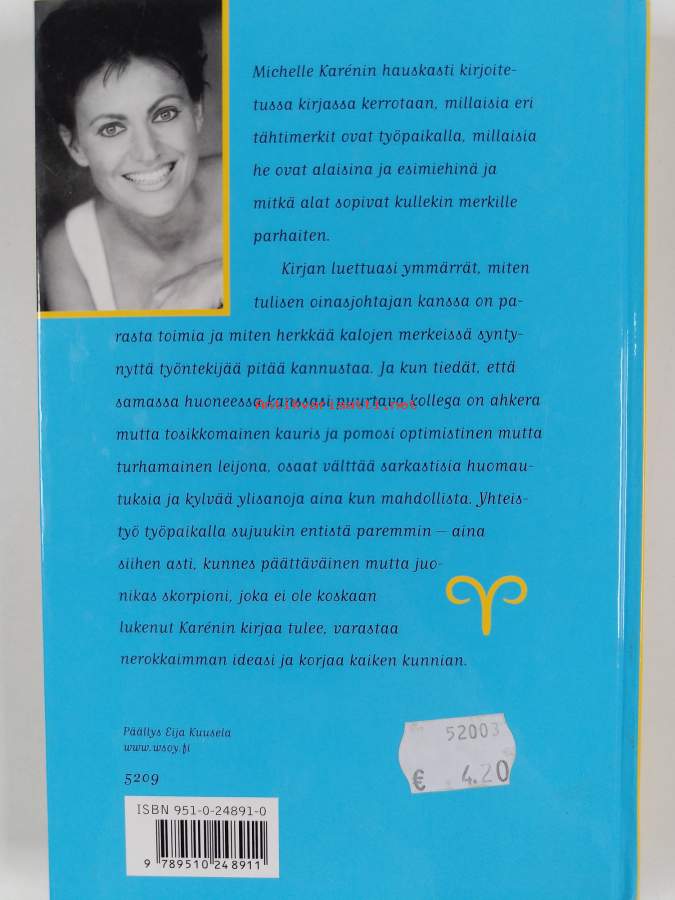 Michelle Karénin hauskasti kirjoite-
tussa kirjassa kerrotaan, millaisia eri
tähtimerkit ovat työpaikalla, millaisia
he ovat alaisina ja esimiehinä ja
mitkä alat sopivat kullekin merkille
parhaiten.
Kirjan luettuasi ymmärrät, miten
tulisen oinasjohtajan kanssa on pa-
rasta toimia ja miten herkkää kalojen merkeissä synty-
nyttä työntekijää pitää kannustaa. Ja kun tiedät, että
samassa huoneessa kanssasi puurtava kollega on ahkera
antikvariaatti.net
mutta tosikkomainen kauris ja pomosi optimistinen mutta
turhamainen leijona, osaat välttää sarkastisia huomau-
tuksia ja kylvää ylisanoja aina kun mahdollista. Yhteis-
työ työpaikalla sujuukin entistä paremmin – aina
siihen asti, kunnes päättäväinen mutta juo-
nikas skorpioni, joka ei ole koskaan
lukenut Karénin kirjaa tulee, varastaa
nerokkaimman ideasi ja korjaa kaiken kunnian.
Päällys Eija Kuusela
www.wsoy.fi
52003
€ 4.20
5209
ISBN 951-0-24891-0
9 789510 248911